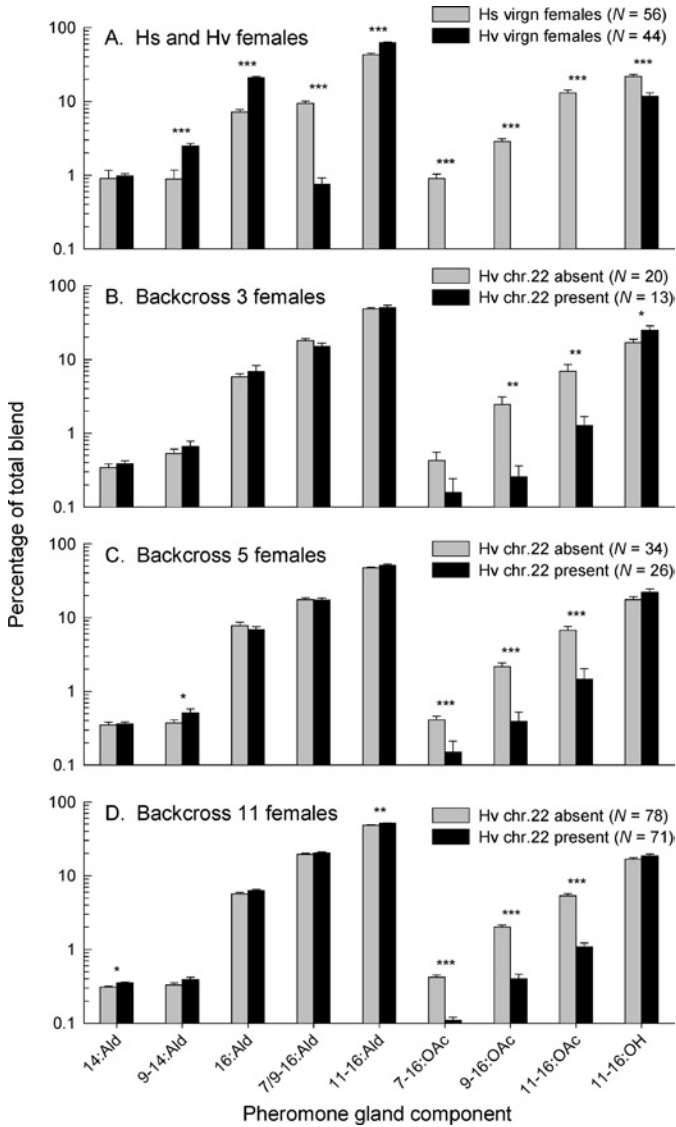 Percentage of total blend
A. Hs and Hv females
Hs virgn females (N = 56)
Hv virgn females (N = 44)
100
10
1
0.1
***
***
***
***
***
***
***
***
B. Backcross 3 females
Hv chr.22 absent (N = 20)
Hv chr.22 present (N = 13)
100
10
1
0.1
**
**
*
C. Backcross 5 females
Hv chr.22 absent (N = 34)
Hv chr.22 present (N = 26)
100
10
1
0.1
*
***
***
***
D. Backcross 11 females
Hv chr.22 absent (N = 78)
Hv chr.22 present (N = 71)
100
10
1
0.1
*
**
***
***
***
14:Ald
9-14:Ald
16:Ald
7/9-16:Ald
11-16:Ald
7-16:OAc
9-16:OAc
11-16:OAc
11-16:OH
Pheromone gland component